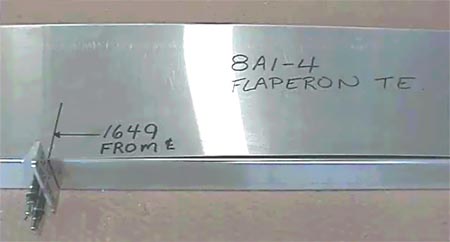 8A1-4
FLAPERON TE.
1649
FROM ℄